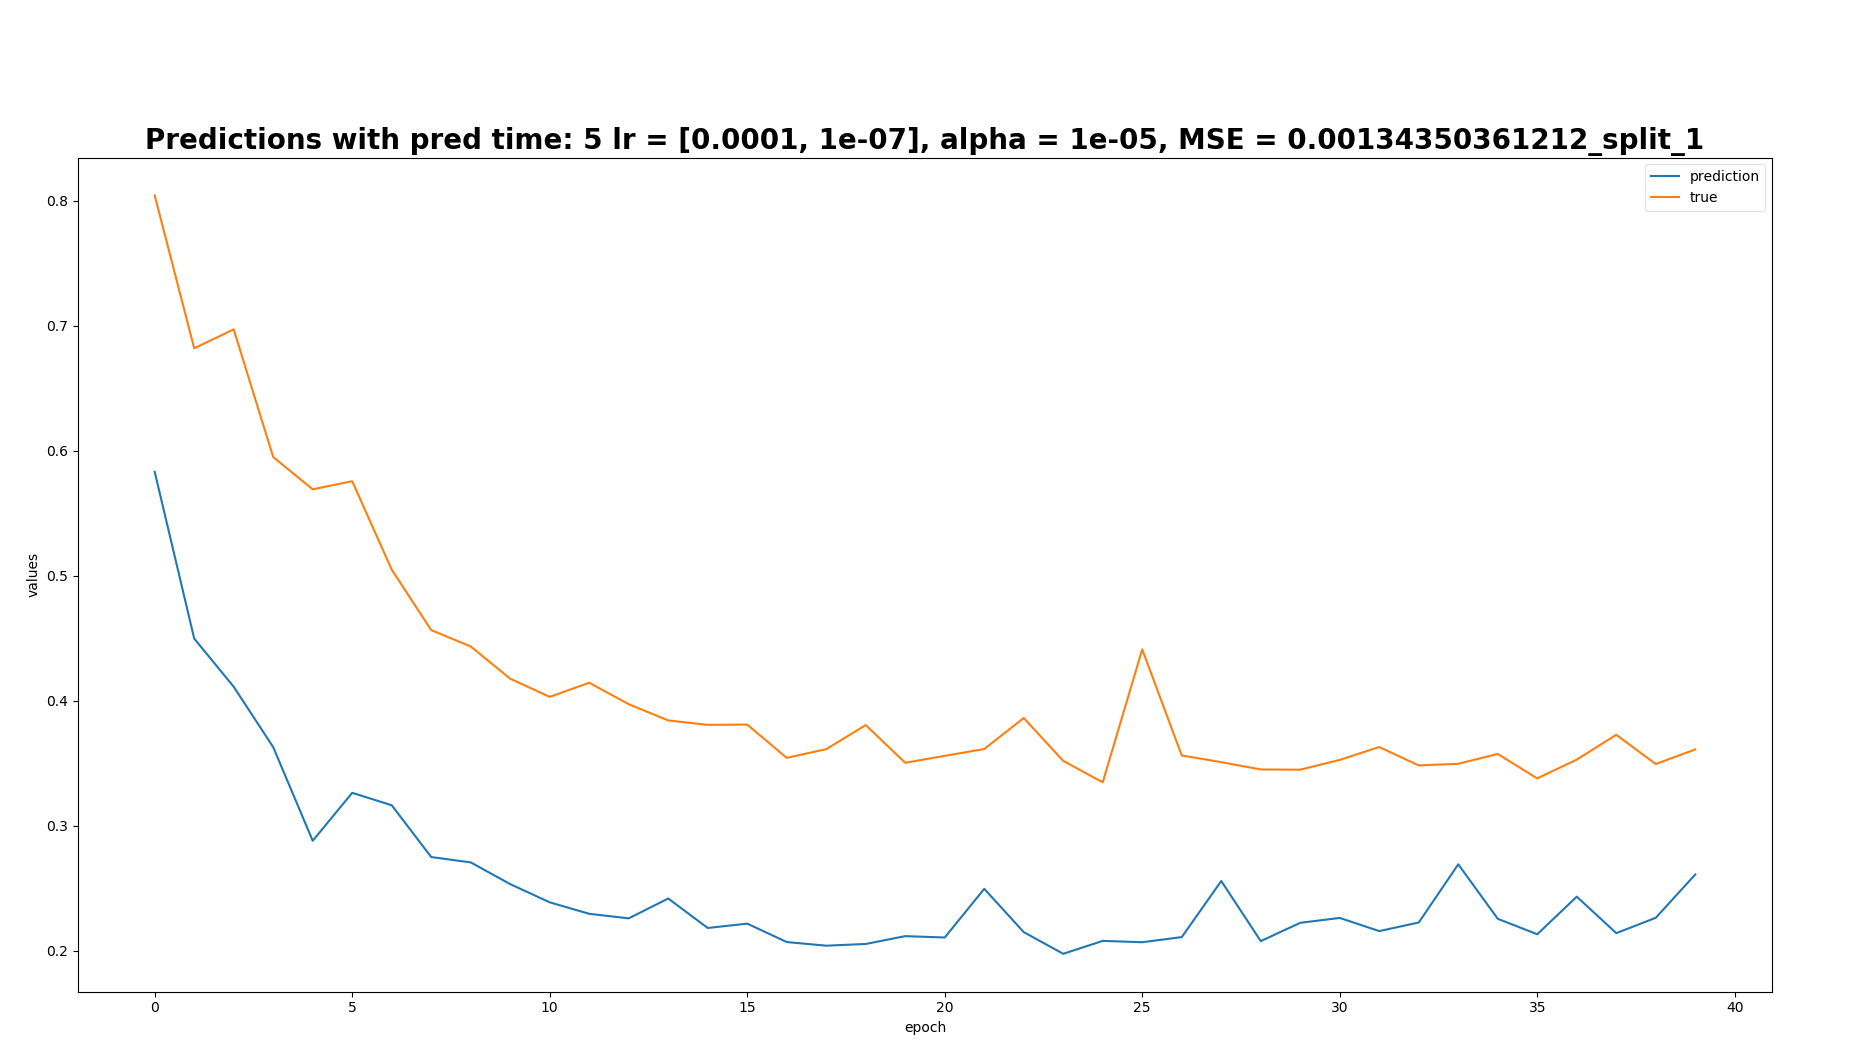 Predictions with pred time: 5 lr = [0.0001, 1e-07], alpha = 1e-05, MSE = 0.00134350361212_split_1
prediction
true
0.8
0.7
0.6
0.5
0.4
0.3
0.2
values
0 5 10 15 20 25 30 35 40
epoch